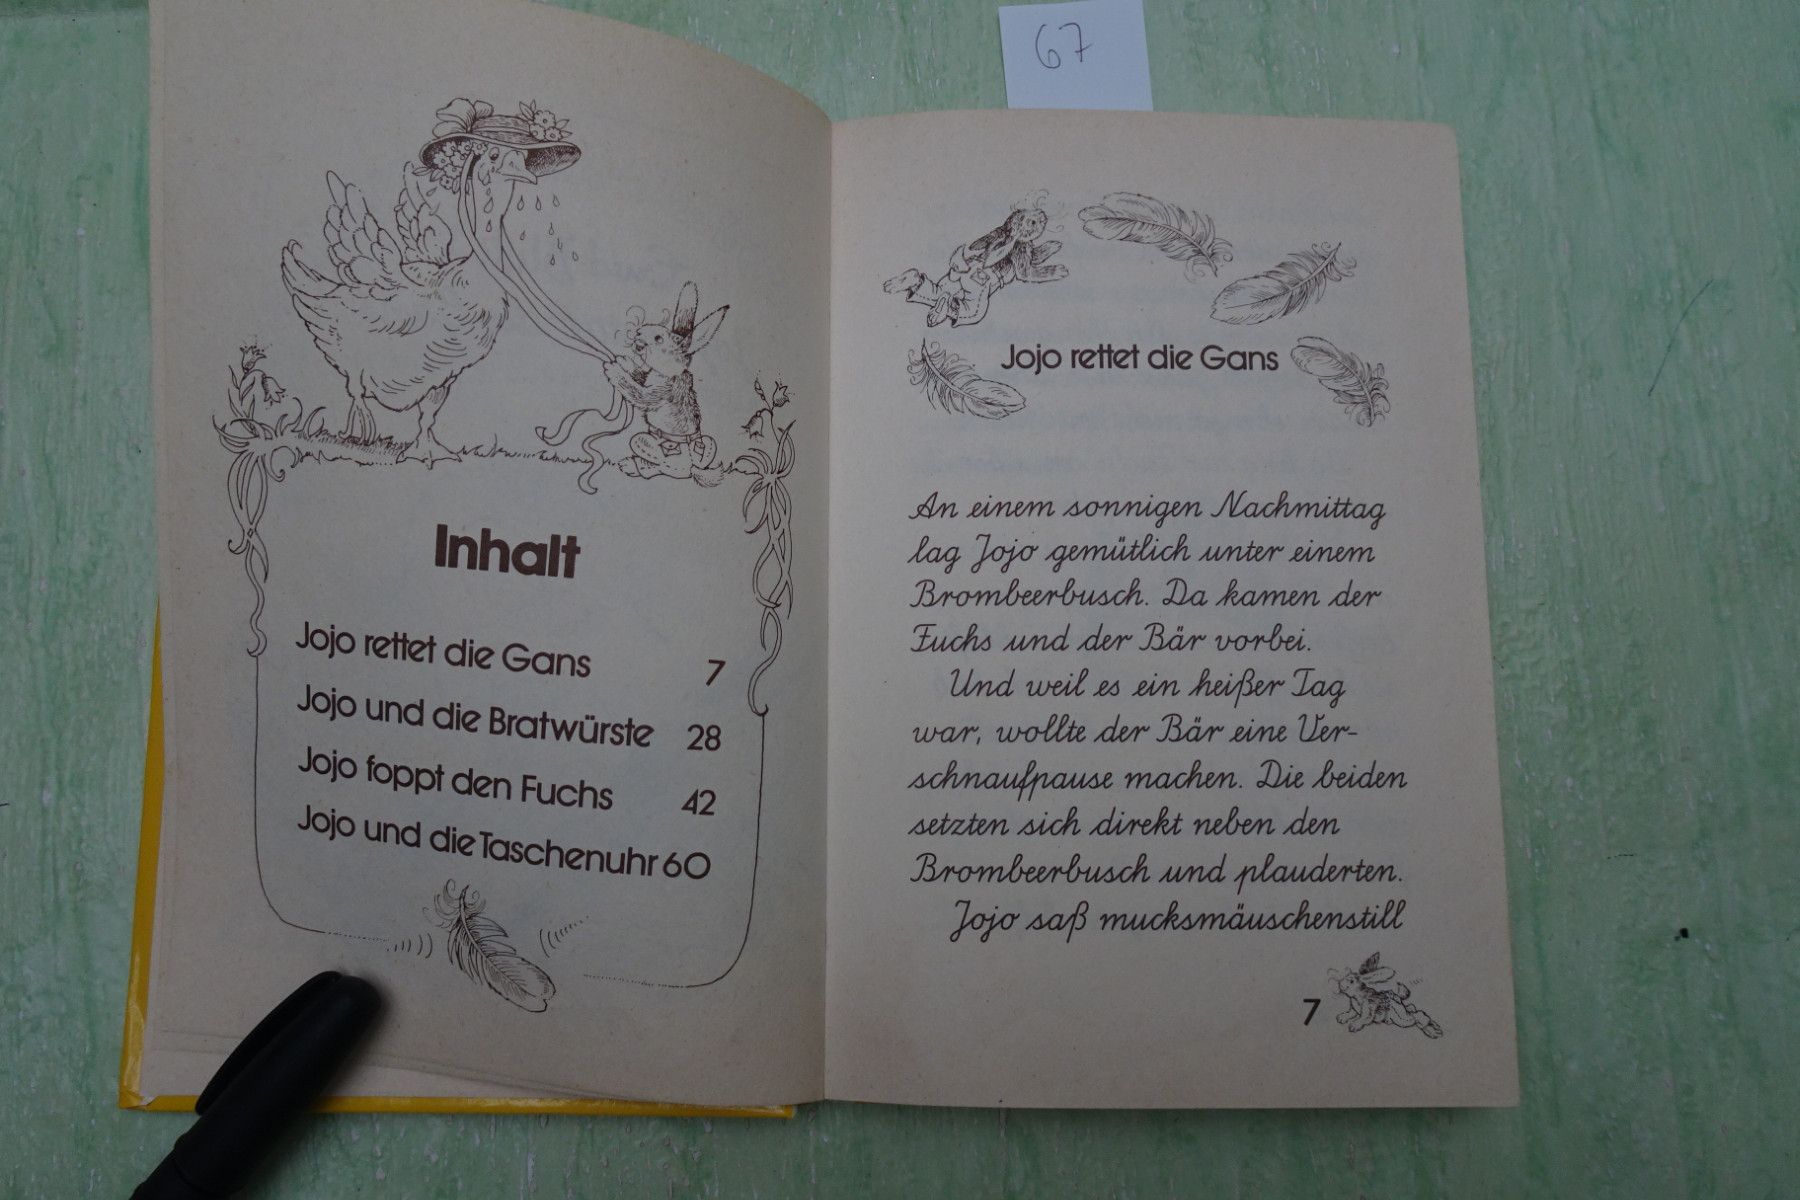 67
Inhalt
Jojo rettet die Gans 7
Jojo und die Bratwürste 28
Jojo foppt den Fuchs 42
Jojo und die Taschenuhr 60
Jojo rettet die Gans
An einem sonnigen Nachmittag
lag Jojo gemütlich unter einem
Brombeerbusch. Da kamen der
Fuchs und der Bär vorbei.
Und weil es ein heißer Tag
war, wollte der Bär eine Ver-
schnaufpause machen. Die beiden
setzten sich direkt neben den
Brombeerbusch und plauderten.
Jojo saß mucksmäuschenstill
7